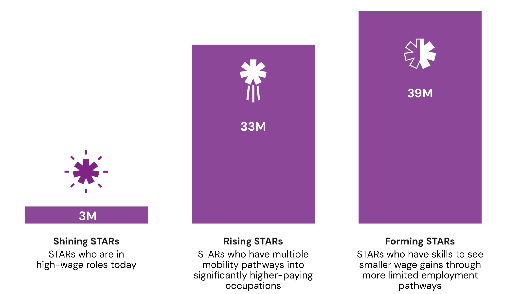 3M
33M
39M
Shining STARs
STARs who are in
high-wage roles today
Rising STARs
STARs who have multiple
mobility pathways into
significantly higher-paying
occupations
Forming STARs
STARs who have skills to see
smaller wage gains through
more limited employment
pathways